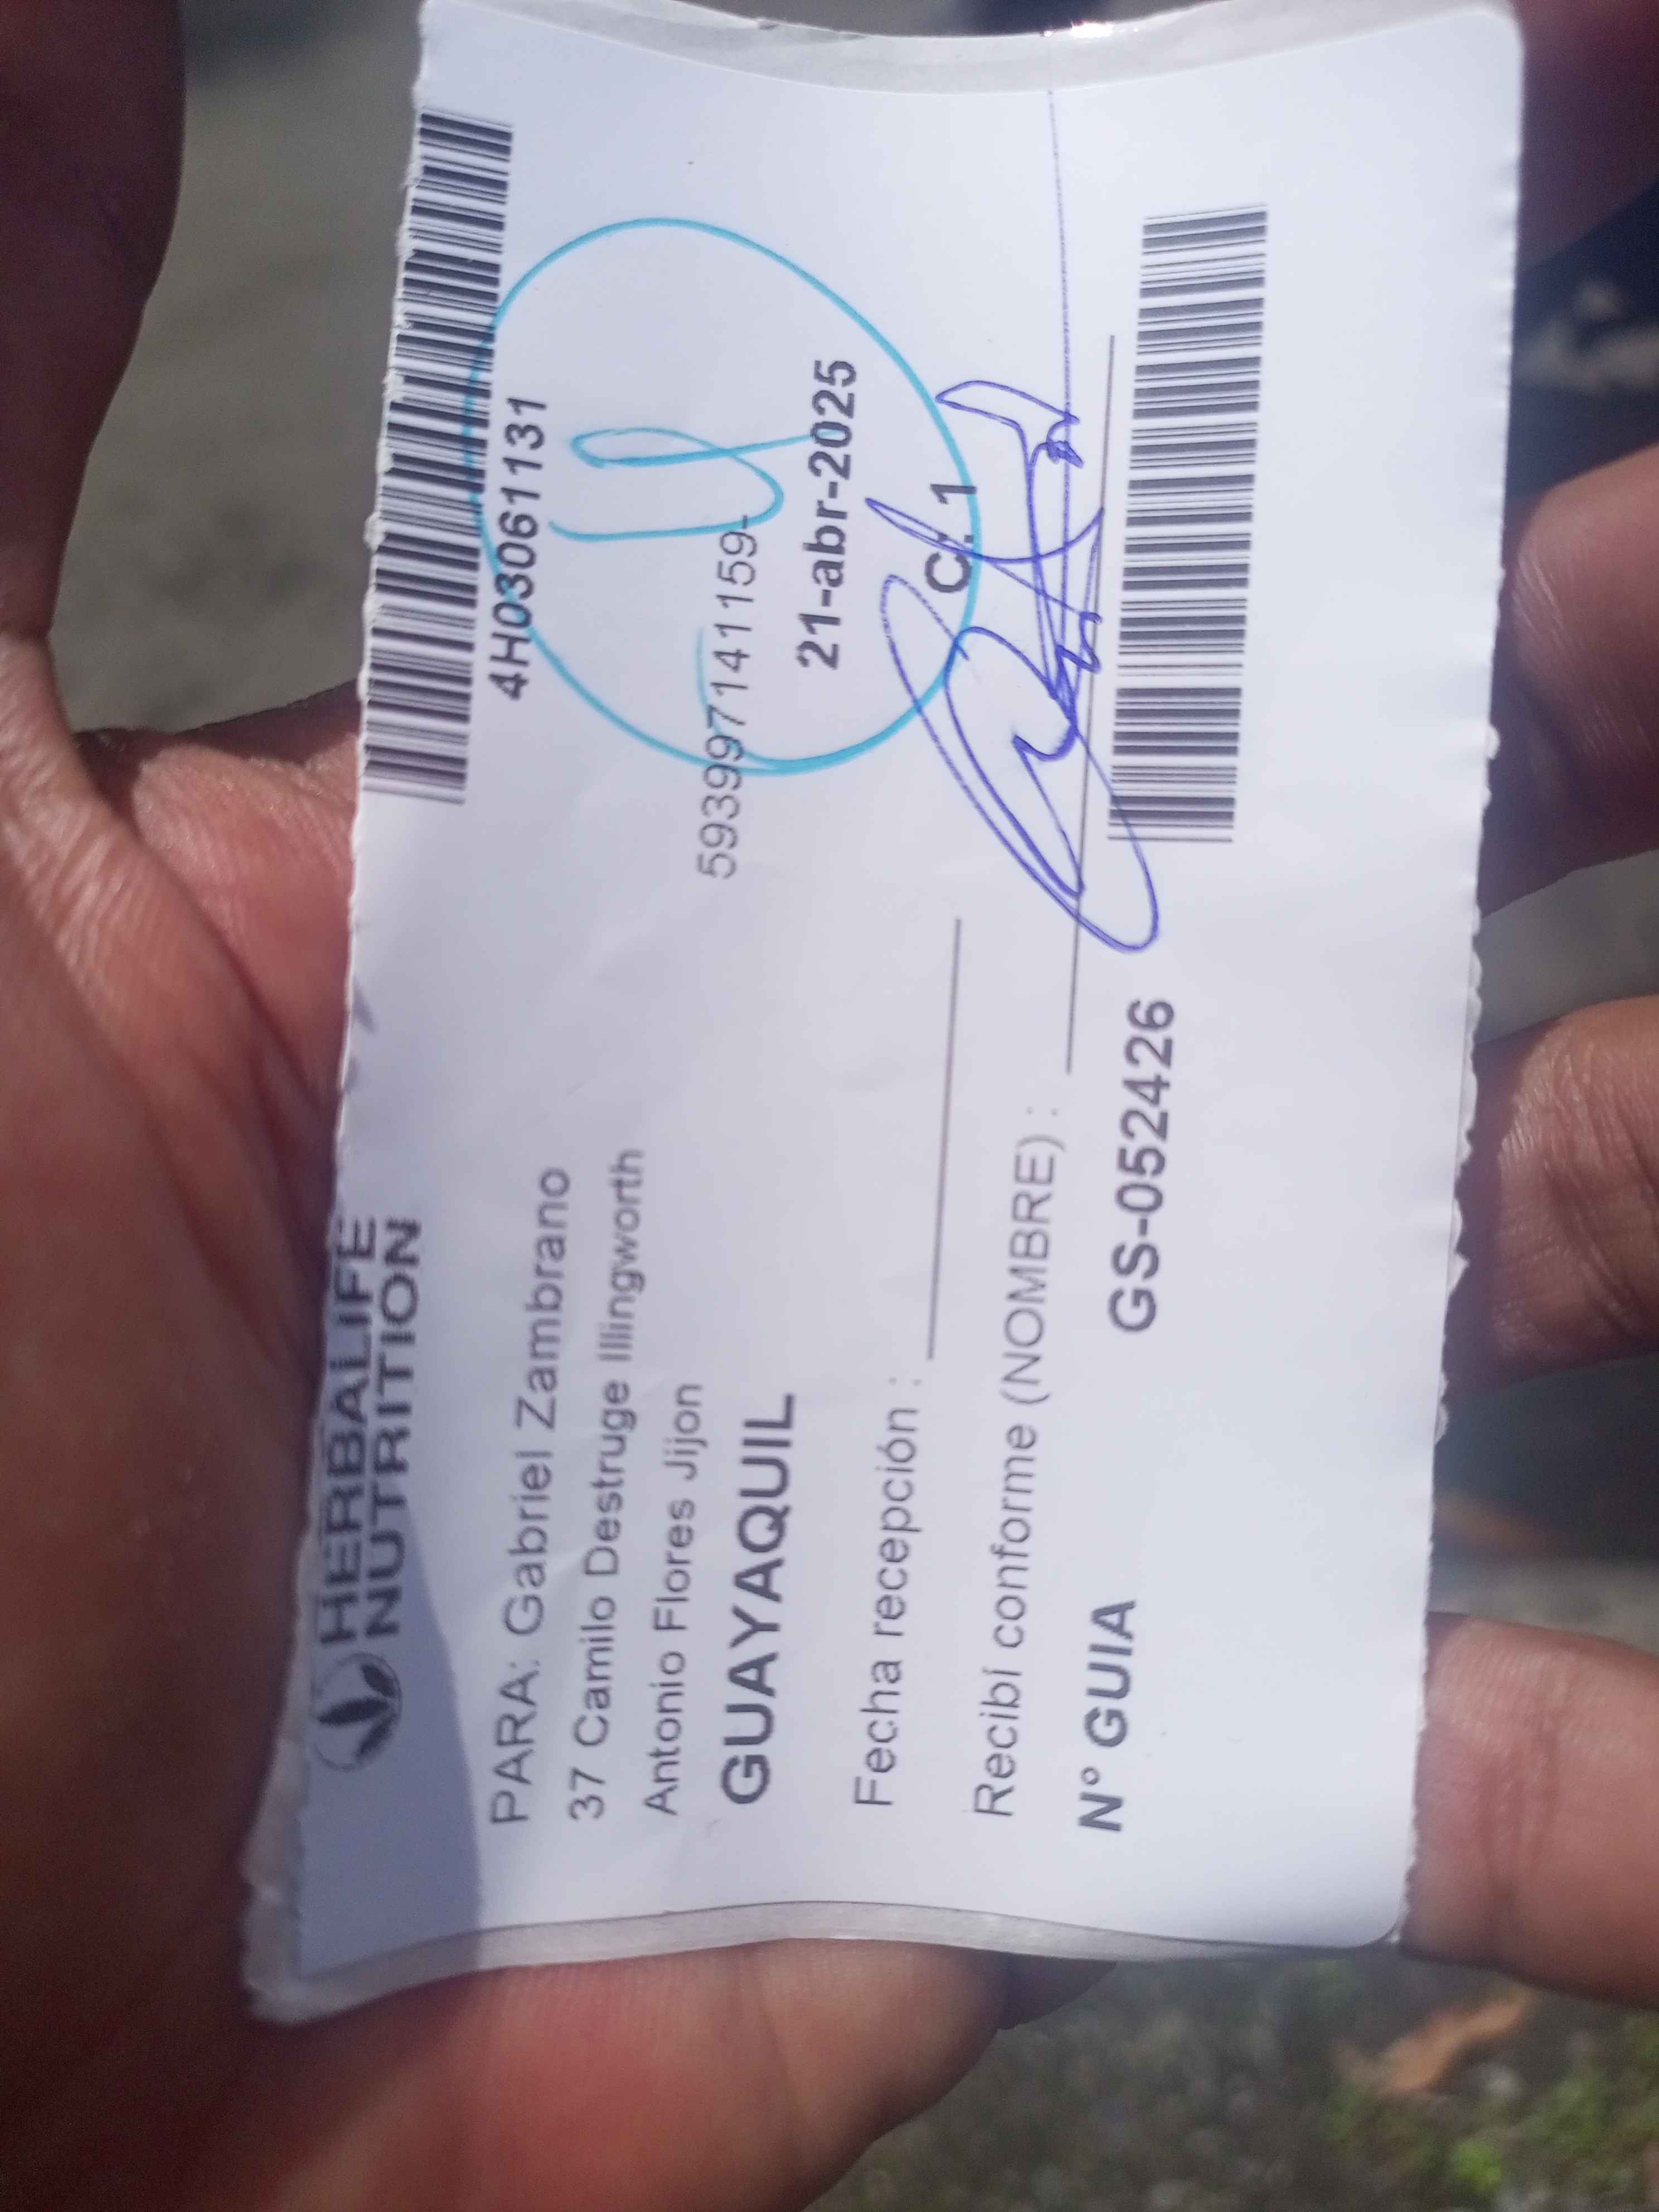 HERBALIFE
NUTRITION
4H03061131
PARA: Gabriel Zambrano
37 Camilo Destruge Illingworth
Antonio Flores Jijon
593997141159-
GUAYAQUIL
21-abr-2025
Fecha recepción :
C. 1
Recibí conforme (NOMBRE) :
N° GUIA
GS-052426